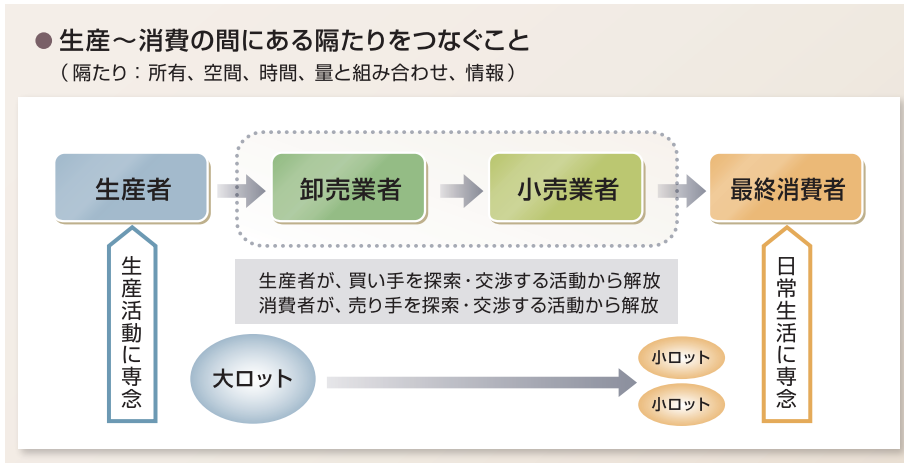 ● 生産～消費の間にある隔たりをつなぐこと
（隔たり：所有、空間、時間、量と組み合わせ、情報）
生産者
卸売業者
小売業者
最終消費者
生産活動に専念
生産者が、買い手を探索・交渉する活動から解放
消費者が、売り手を探索・交渉する活動から解放
日常生活に専念
大ロット
小ロット
小ロット